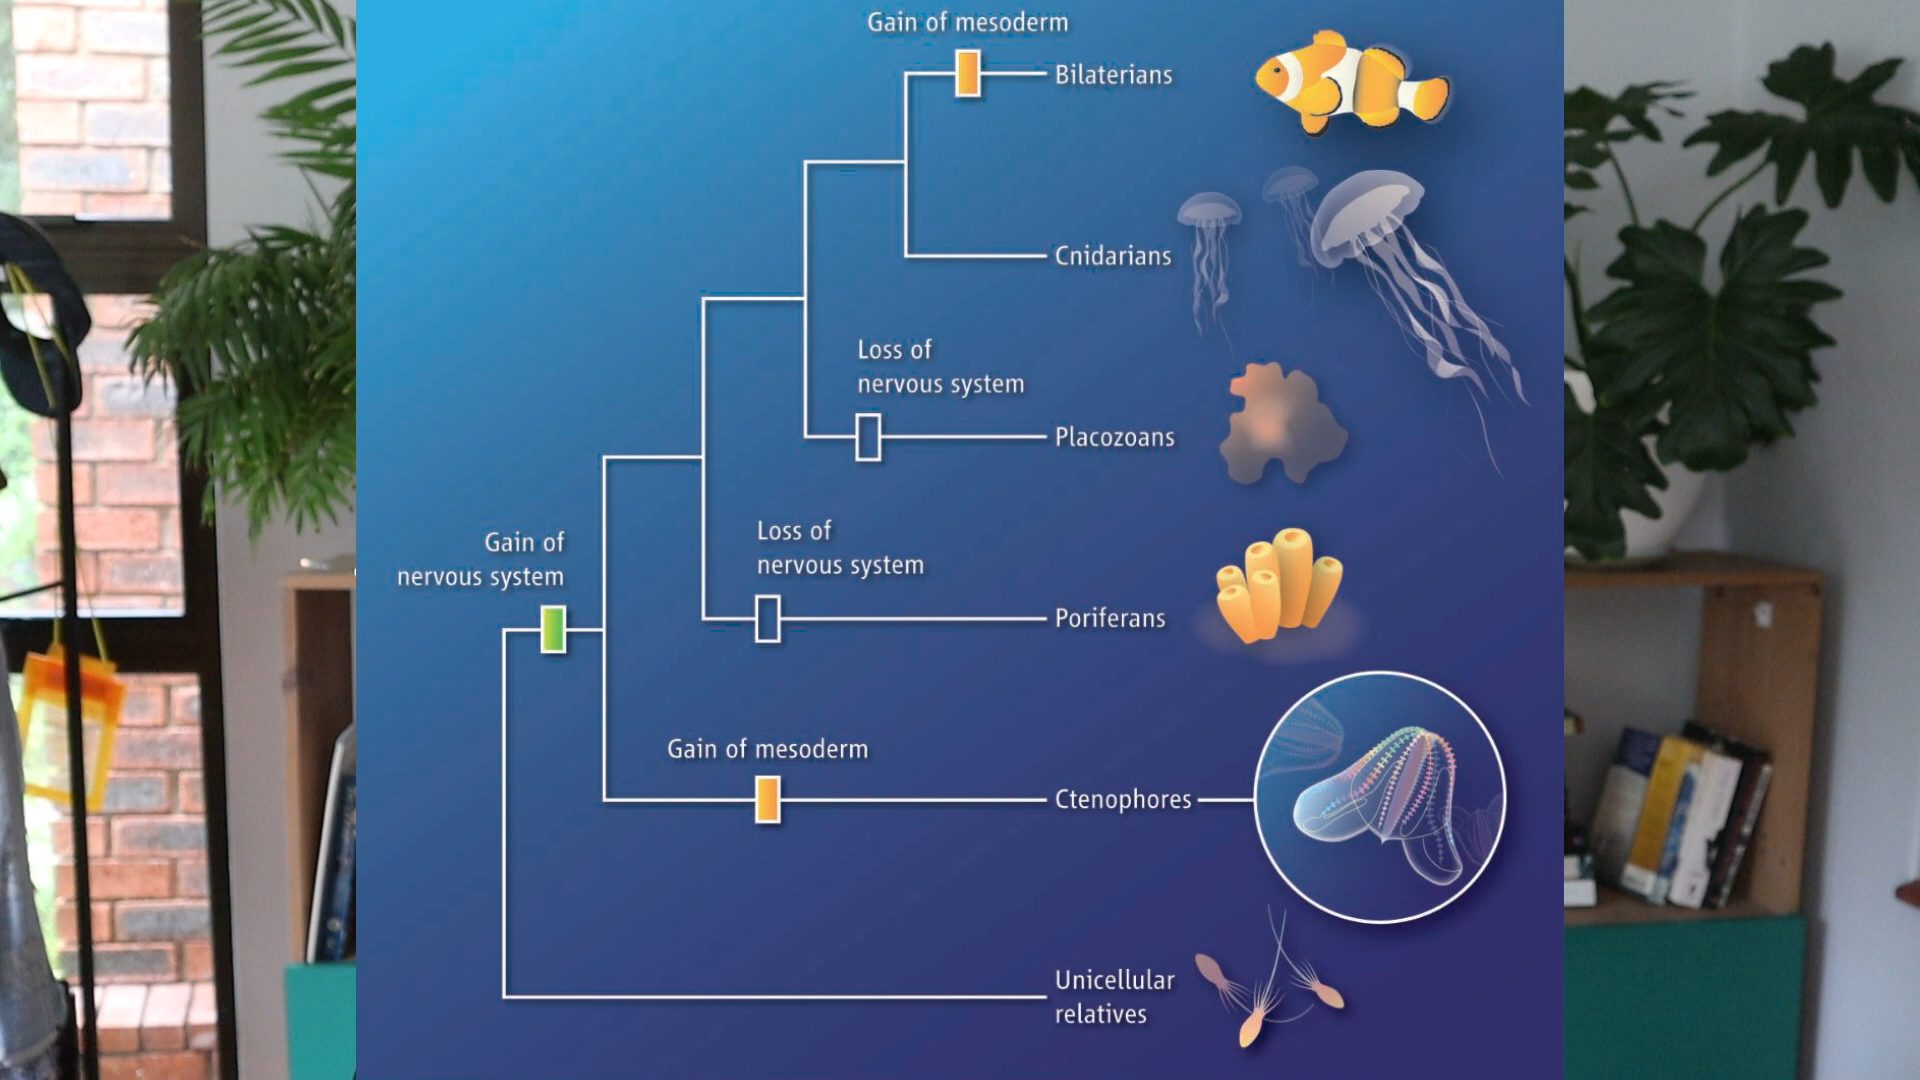 Gain of mesoderm
Bilaterians
Cnidarians
Loss of
nervous system
Placozoans
Loss of
nervous system
Gain of
nervous system
Poriferans
Gain of mesoderm
Ctenophores
Unicellular
relatives